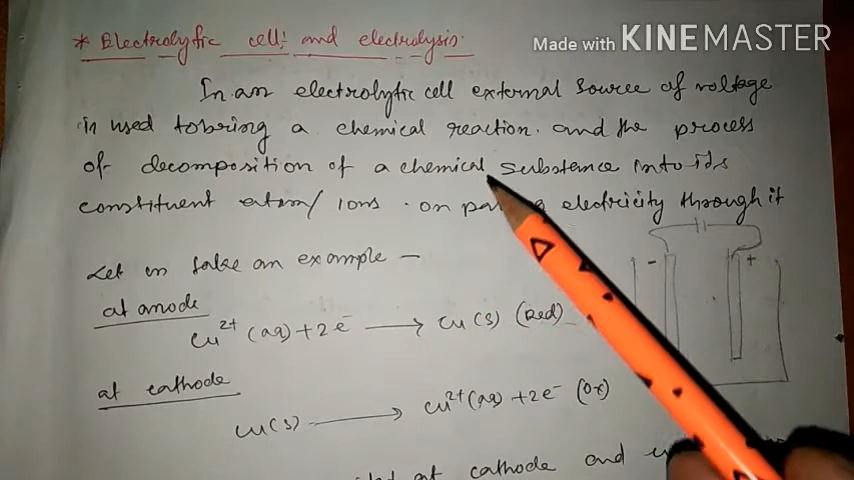 * Electrolytic cell: and electrolysis.
Made with KINEMASTER
In an electrolytic cell external source of voltage
is used to bring a chemical reaction. and the process
of decomposition of a chemical substance into its
constituent atom/ ions. on electricity through it
Let us take an example —
at anode
Cu²⁺ (aq) + 2e⁻ ⟶ Cu(s) (Red)
at cathode
Cu(s) ⟶ Cu²⁺(aq) + 2e⁻ (Ox)
at cathode and
- +